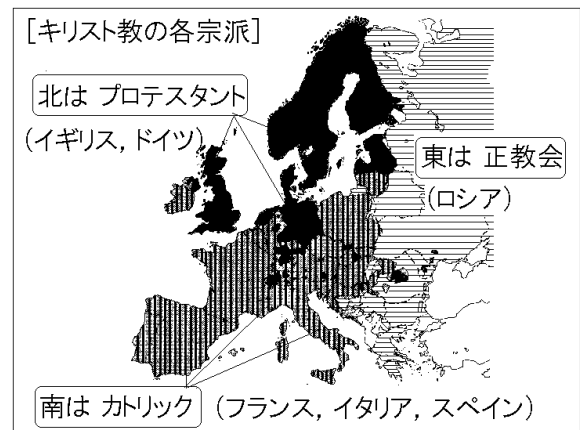 [キリスト教の各宗派]
北は プロテスタント
(イギリス, ドイツ)
東は 正教会
(ロシア)
南は カトリック (フランス, イタリア, スペイン)